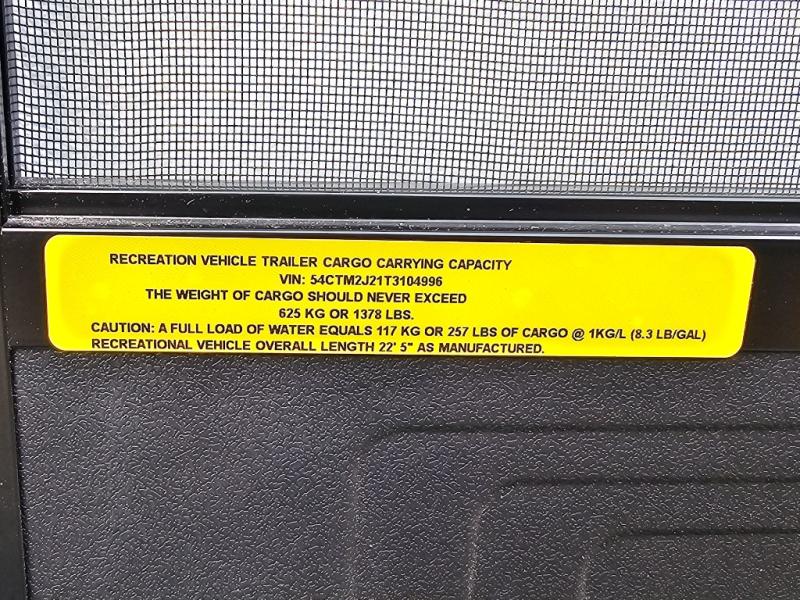 RECREATION VEHICLE TRAILER CARGO CARRYING CAPACITY
VIN: 54CTM2J21T3104996
THE WEIGHT OF CARGO SHOULD NEVER EXCEED
625 KG OR 1378 LBS.
CAUTION: A FULL LOAD OF WATER EQUALS 117 KG OR 257 LBS OF CARGO @ 1KG/L (8.3 LB/GAL)
RECREATIONAL VEHICLE OVERALL LENGTH 22' 5" AS MANUFACTURED.